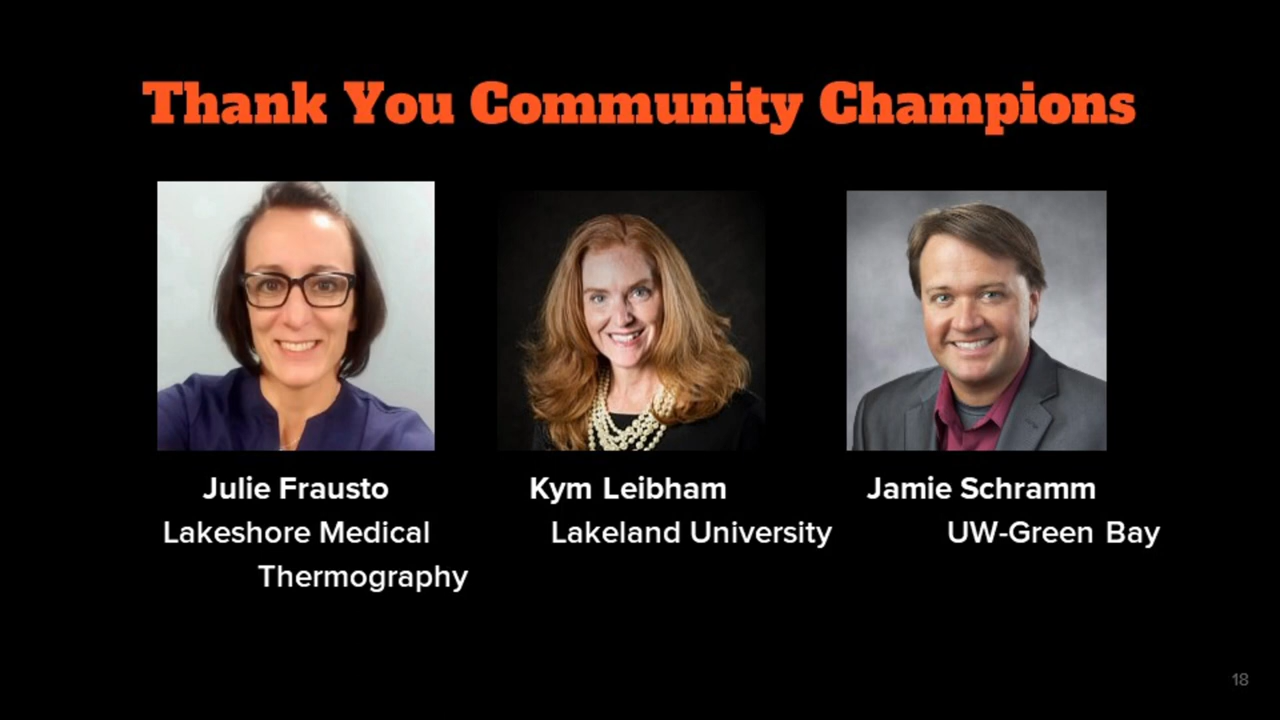 Thank You Community Champions
Julie Frausto
Lakeshore Medical
Thermography
Kym Leibham
Lakeland University
Jamie Schramm
UW-Green Bay
18